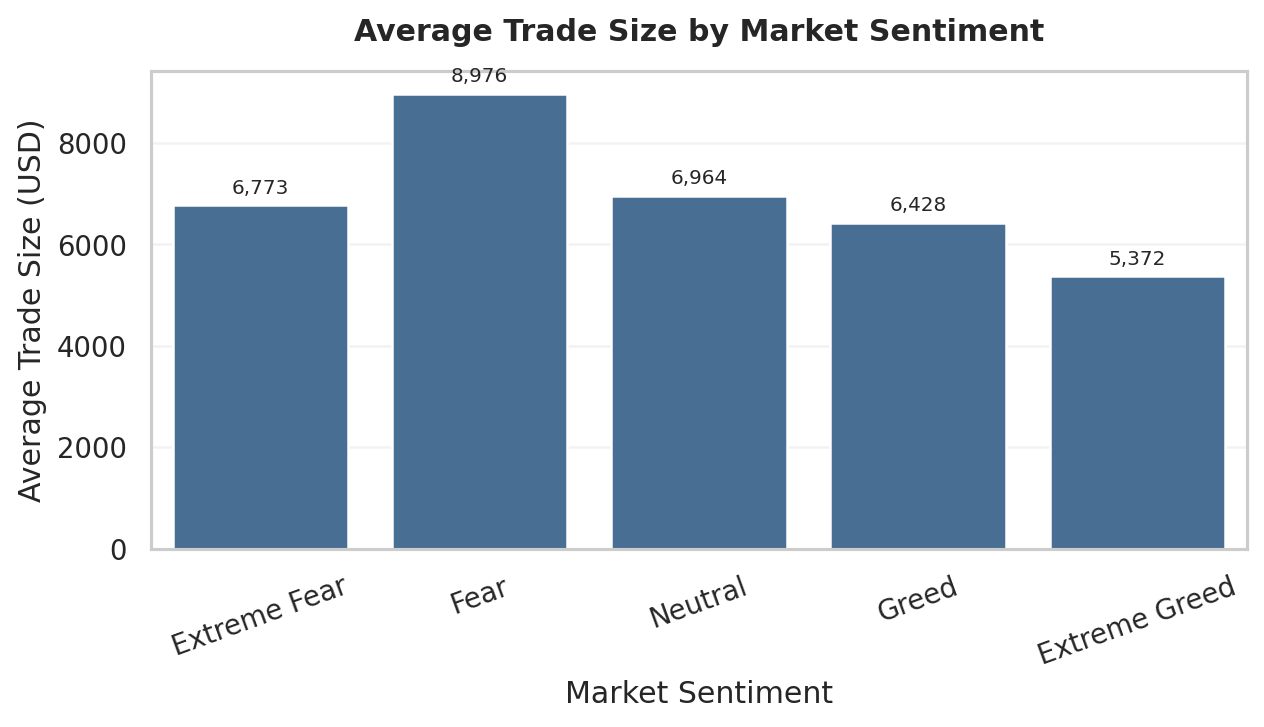 Average Trade Size by Market Sentiment
Average Trade Size (USD)
8000
6000
4000
2000
0
6,773
8,976
6,964
6,428
5,372
Extreme Fear
Fear
Neutral
Greed
Extreme Greed
Market Sentiment